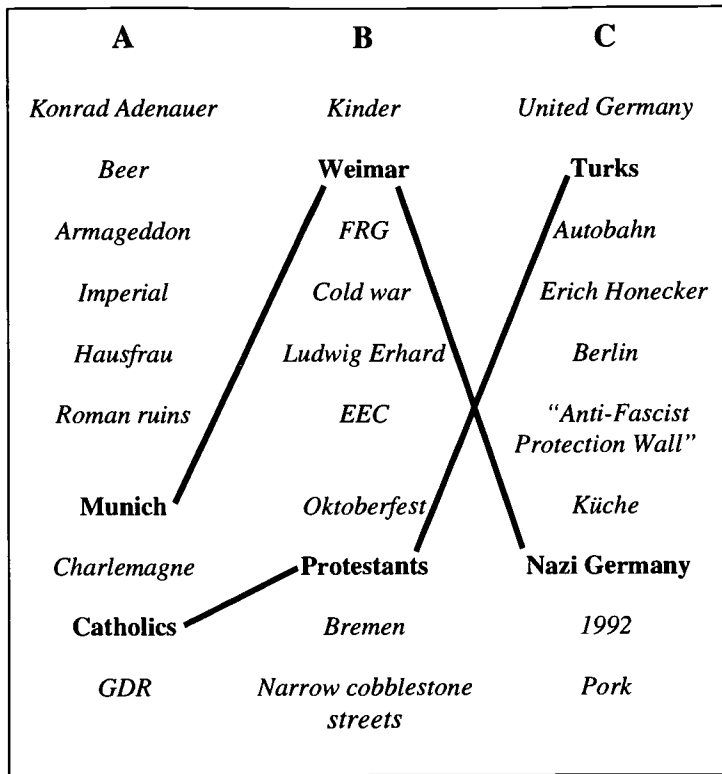 A B C
Konrad Adenauer Kinder United Germany
Beer Weimar Turks
Armageddon FRG Autobahn
Imperial Cold war Erich Honecker
Hausfrau Ludwig Erhard Berlin
Roman ruins EEC “Anti-Fascist
Protection Wall”
Munich Oktoberfest Küche
Charlemagne Protestants Nazi Germany
Catholics Bremen 1992
GDR Narrow cobblestone Pork
streets